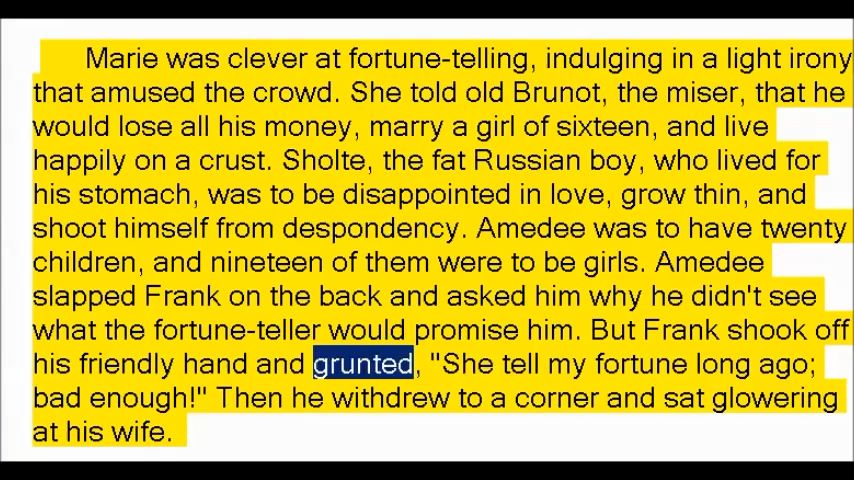 Marie was clever at fortune-telling, indulging in a light irony
that amused the crowd. She told old Brunot, the miser, that he
would lose all his money, marry a girl of sixteen, and live
happily on a crust. Sholte, the fat Russian boy, who lived for
his stomach, was to be disappointed in love, grow thin, and
shoot himself from despondency. Amedee was to have twenty
children, and nineteen of them were to be girls. Amedee
slapped Frank on the back and asked him why he didn't see
what the fortune-teller would promise him. But Frank shook off
his friendly hand and grunted, "She tell my fortune long ago;
bad enough!" Then he withdrew to a corner and sat glowering
at his wife.